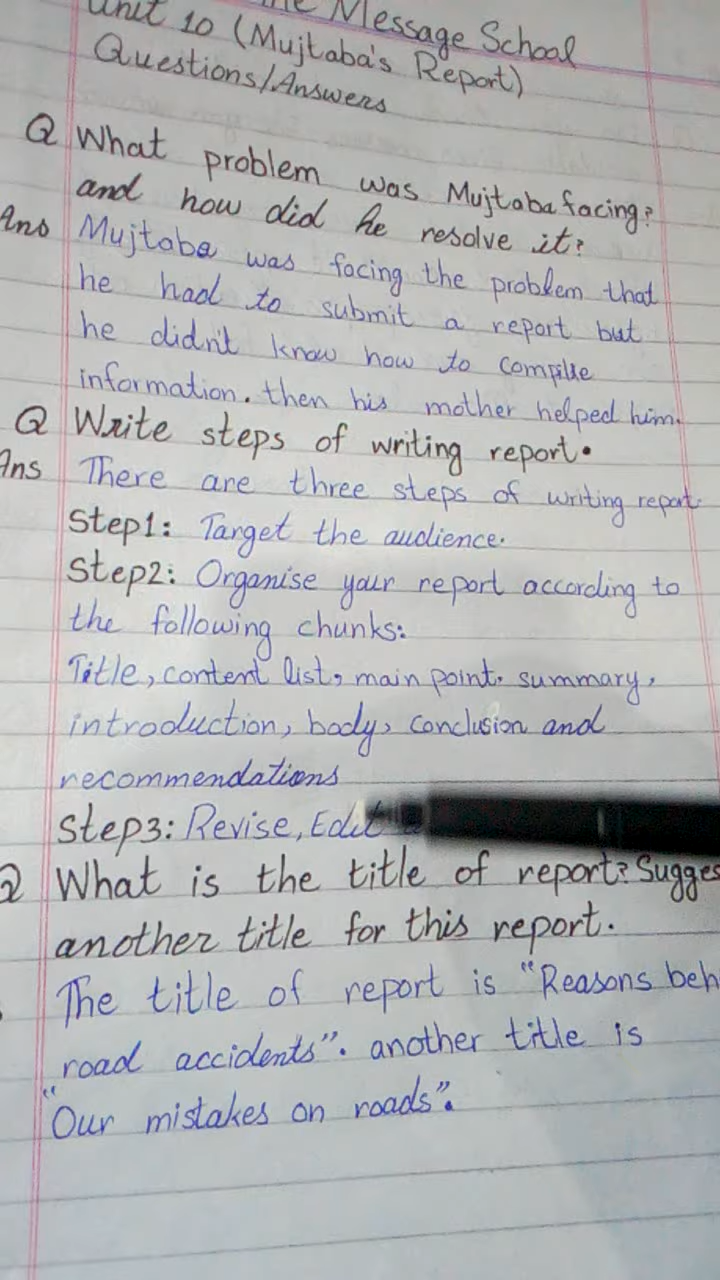 The Message School
Unit 10 (Mujtaba's Report)
Questions/Answers
Q What problem was Mujtaba facing?
and how did he resolve it?
Ans Mujtaba was facing the problem that
he had to submit a report but
he didn't know how to compile
information. then his mother helped him.
Q Write steps of writing report.
Ans There are three steps of writing report
Step1: Target the audience.
Step2: Organise your report according to
the following chunks:
Title, content list, main point, summary,
introduction, body, conclusion and
recommendations
Step3: Revise, Edit
Q What is the title of report? Sugges
another title for this report.
The title of report is "Reasons beh
road accidents". another title is
"Our mistakes on roads".